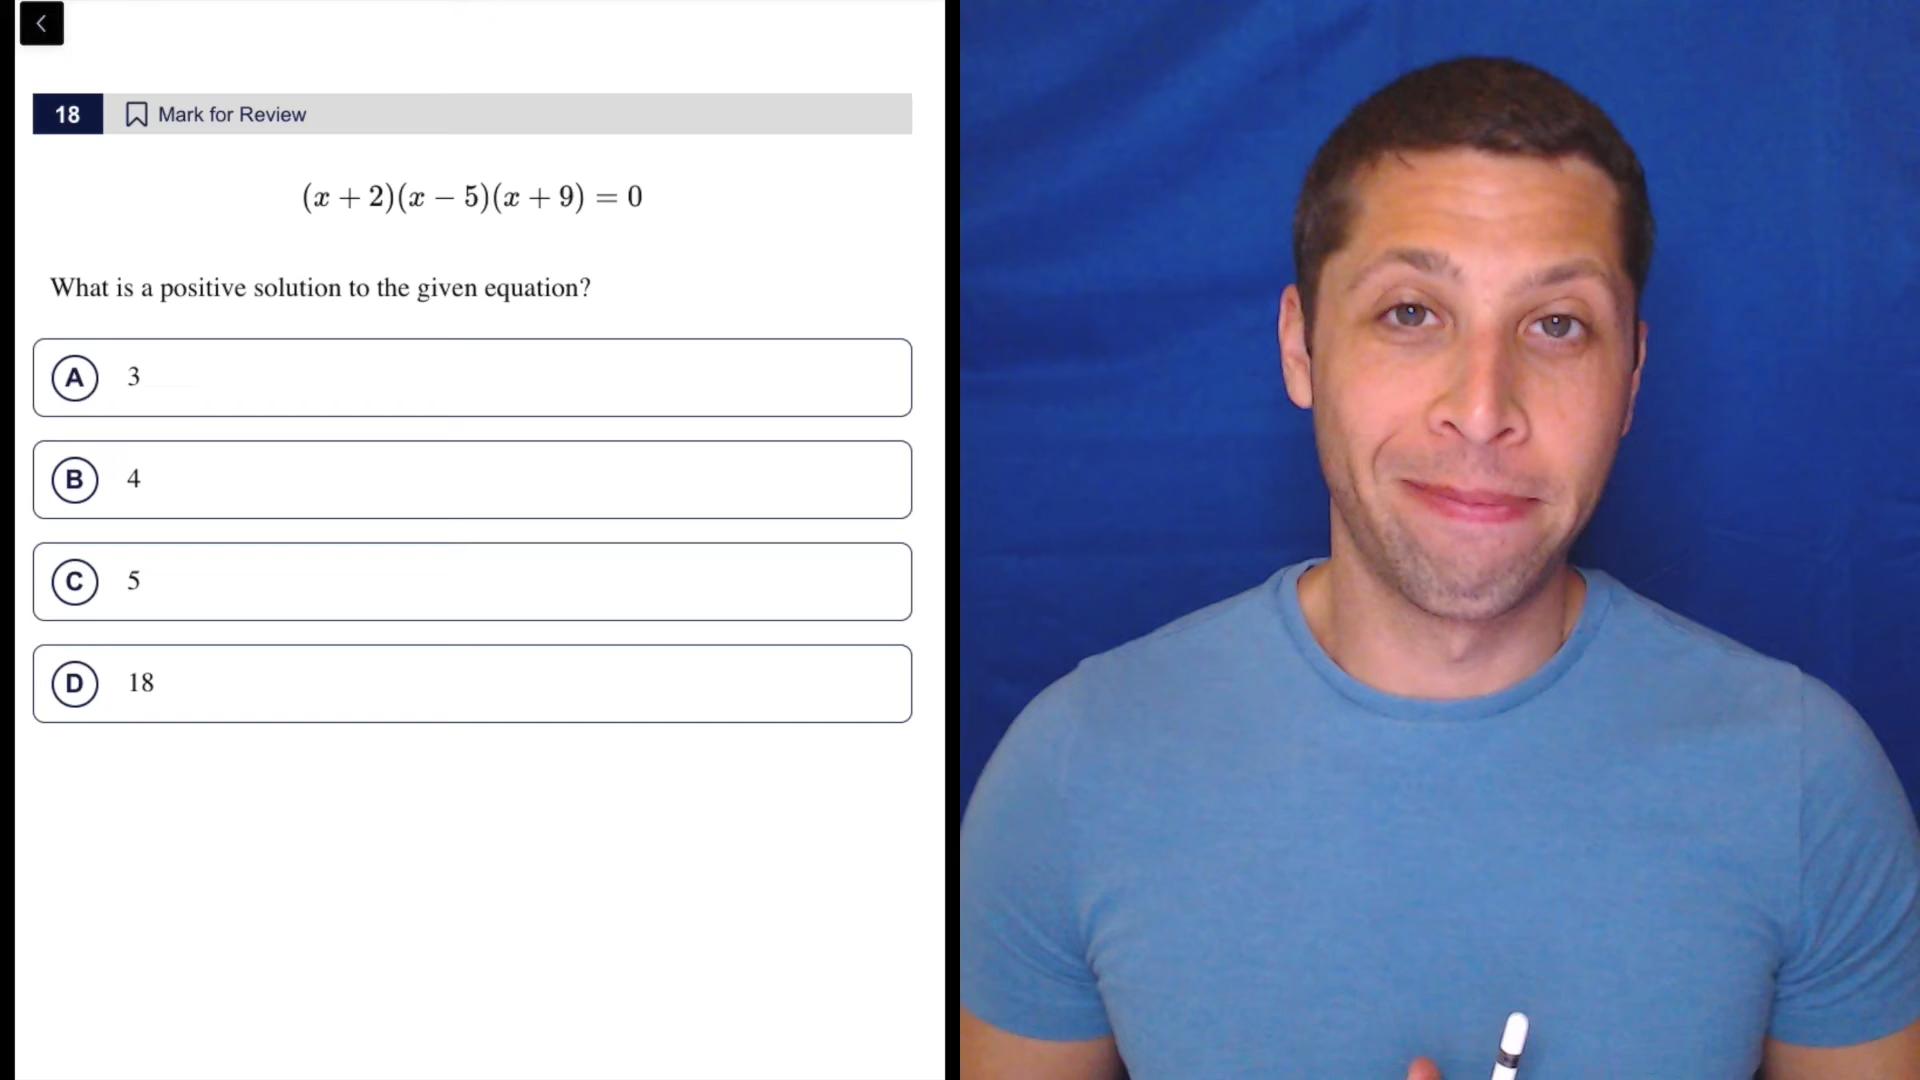 18 Mark for Review
(x + 2)(x − 5)(x + 9) = 0
What is a positive solution to the given equation?
A 3
B 4
C 5
D 18